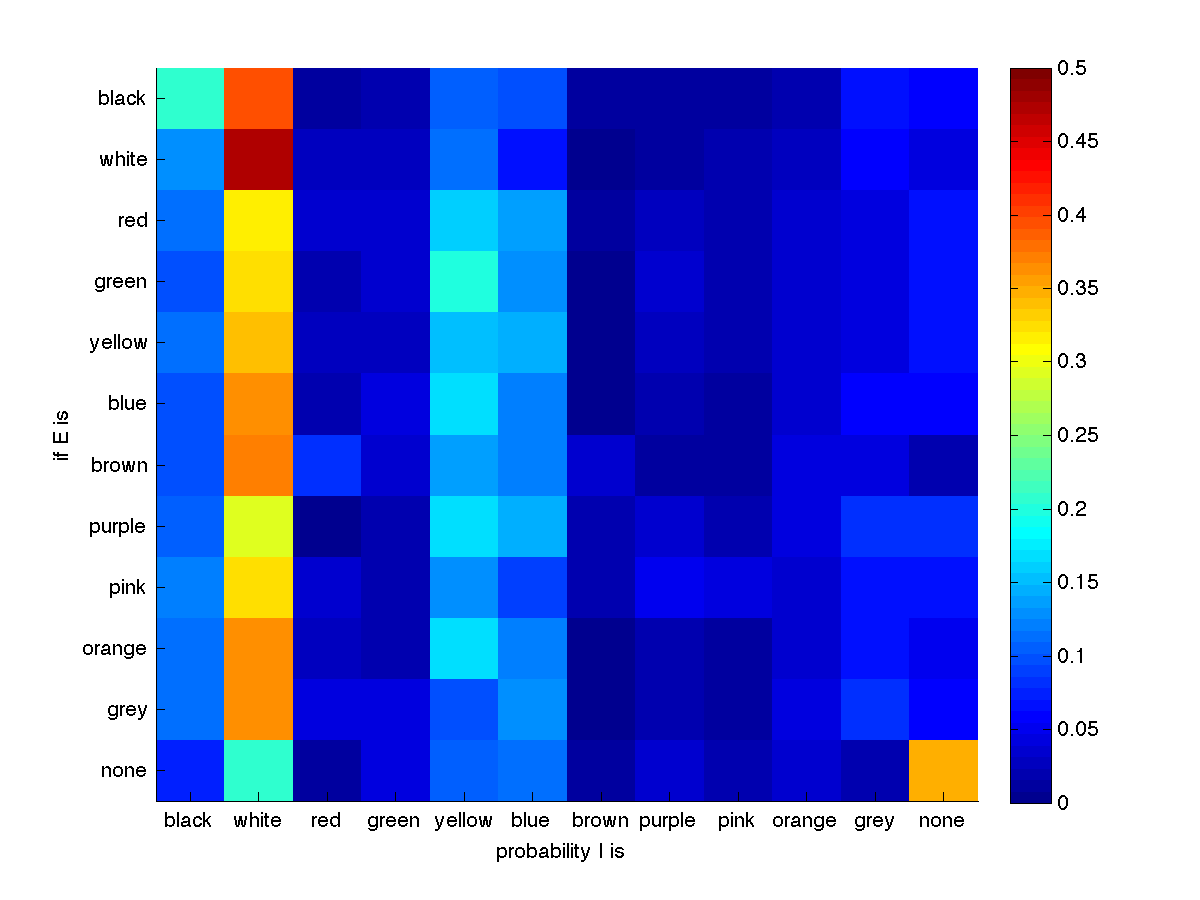 black
white
red
green
yellow
blue
brown
purple
pink
orange
grey
none
if E is
black white red green yellow blue brown purple pink orange grey none
probability I is
0.5
0.45
0.4
0.35
0.3
0.25
0.2
0.15
0.1
0.05
0